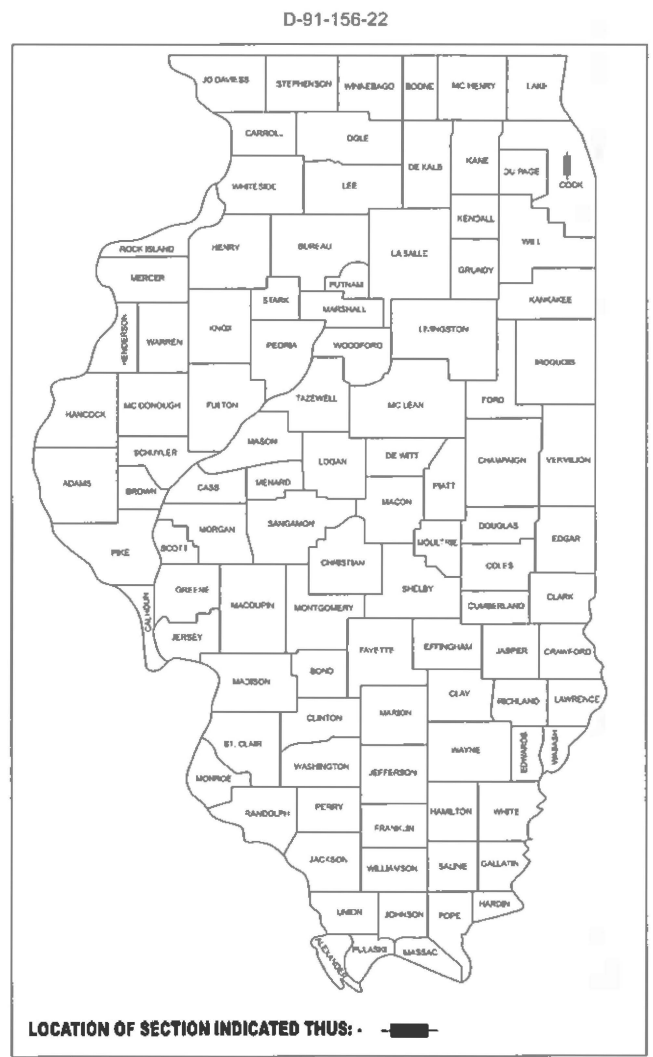 D-91-156-22
JO DAVIESS STEPHENSON WINNEBAGO BOONE MC HENRY LAKE
CARROLL OGLE
DE KALB KANE DU PAGE COOK
WHITESIDE LEE
KENDALL
ROCK ISLAND HENRY BUREAU LA SALLE GRUNDY WILL
MERCER PUTNAM
STARK MARSHALL KANKAKEE
HENDERSON WARREN KNOX PEORIA WOODFORD LIVINGSTON
IROQUOIS
HANCOCK MC DONOUGH FULTON TAZEWELL MC LEAN FORD
MASON
SCHUYLER LOGAN DE WITT CHAMPAIGN VERMILION
ADAMS BROWN CASS MENARD PIATT
MACON
PIKE SCOTT MORGAN SANGAMON MOULTRIE DOUGLAS EDGAR
CHRISTIAN COLES
CALHOUN GREENE MACOUPIN MONTGOMERY SHELBY CUMBERLAND CLARK
JERSEY
FAYETTE EFFINGHAM JASPER CRAWFORD
MADISON BOND
CLAY RICHLAND LAWRENCE
CLINTON MARION
ST. CLAIR WAYNE EDWARDS WABASH
MONROE WASHINGTON JEFFERSON
RANDOLPH PERRY HAMILTON WHITE
FRANKLIN
JACKSON WILLIAMSON SALINE GALLATIN
UNION JOHNSON POPE HARDIN
ALEXANDER PULASKI MASSAC
LOCATION OF SECTION INDICATED THUS: -